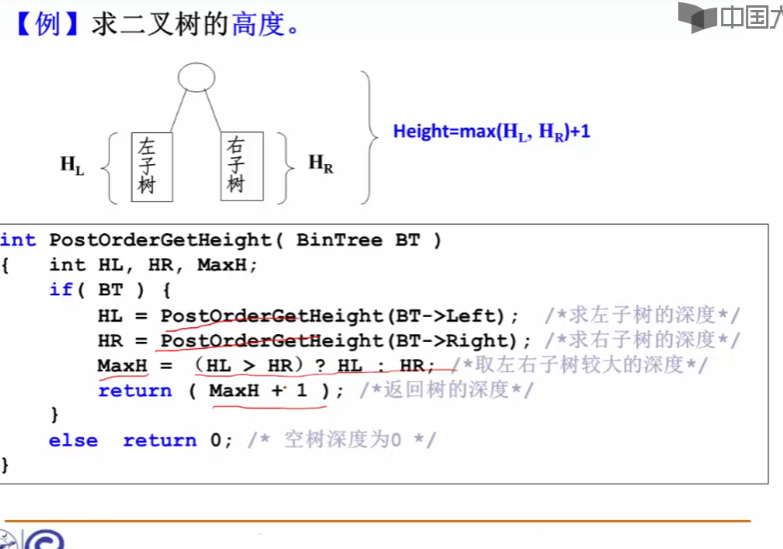 【例】求二叉树的高度。
中国大
左子树
右子树
HL
HR
Height=max(HL, HR)+1
int PostOrderGetHeight( BinTree BT )
{ int HL, HR, MaxH;
if( BT ) {
HL = PostOrderGetHeight(BT->Left); /*求左子树的深度*/
HR = PostOrderGetHeight(BT->Right); /*求右子树的深度*/
MaxH = （HL > HR）? HL : HR; /*取左右子树较大的深度*/
return ( MaxH + 1 ); /*返回树的深度*/
}
else return 0; /* 空树深度为0 */
}